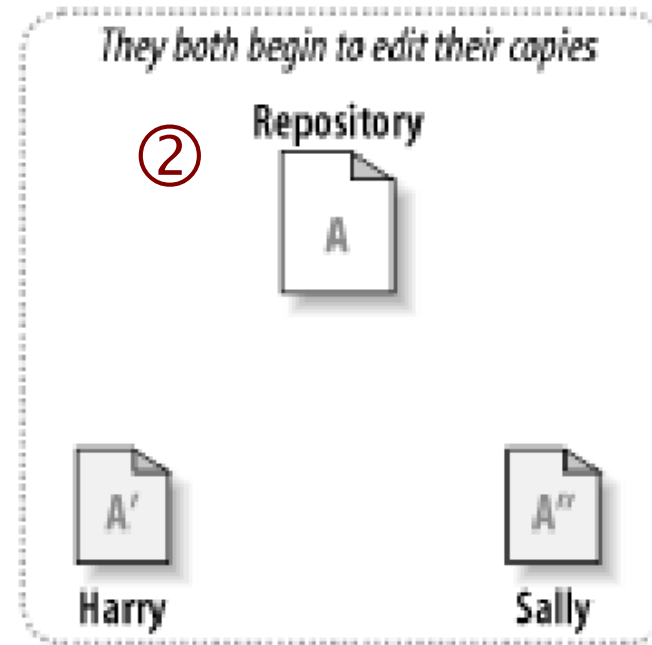 They both begin to edit their copies
②
Repository
A
A′
A″
Harry
Sally